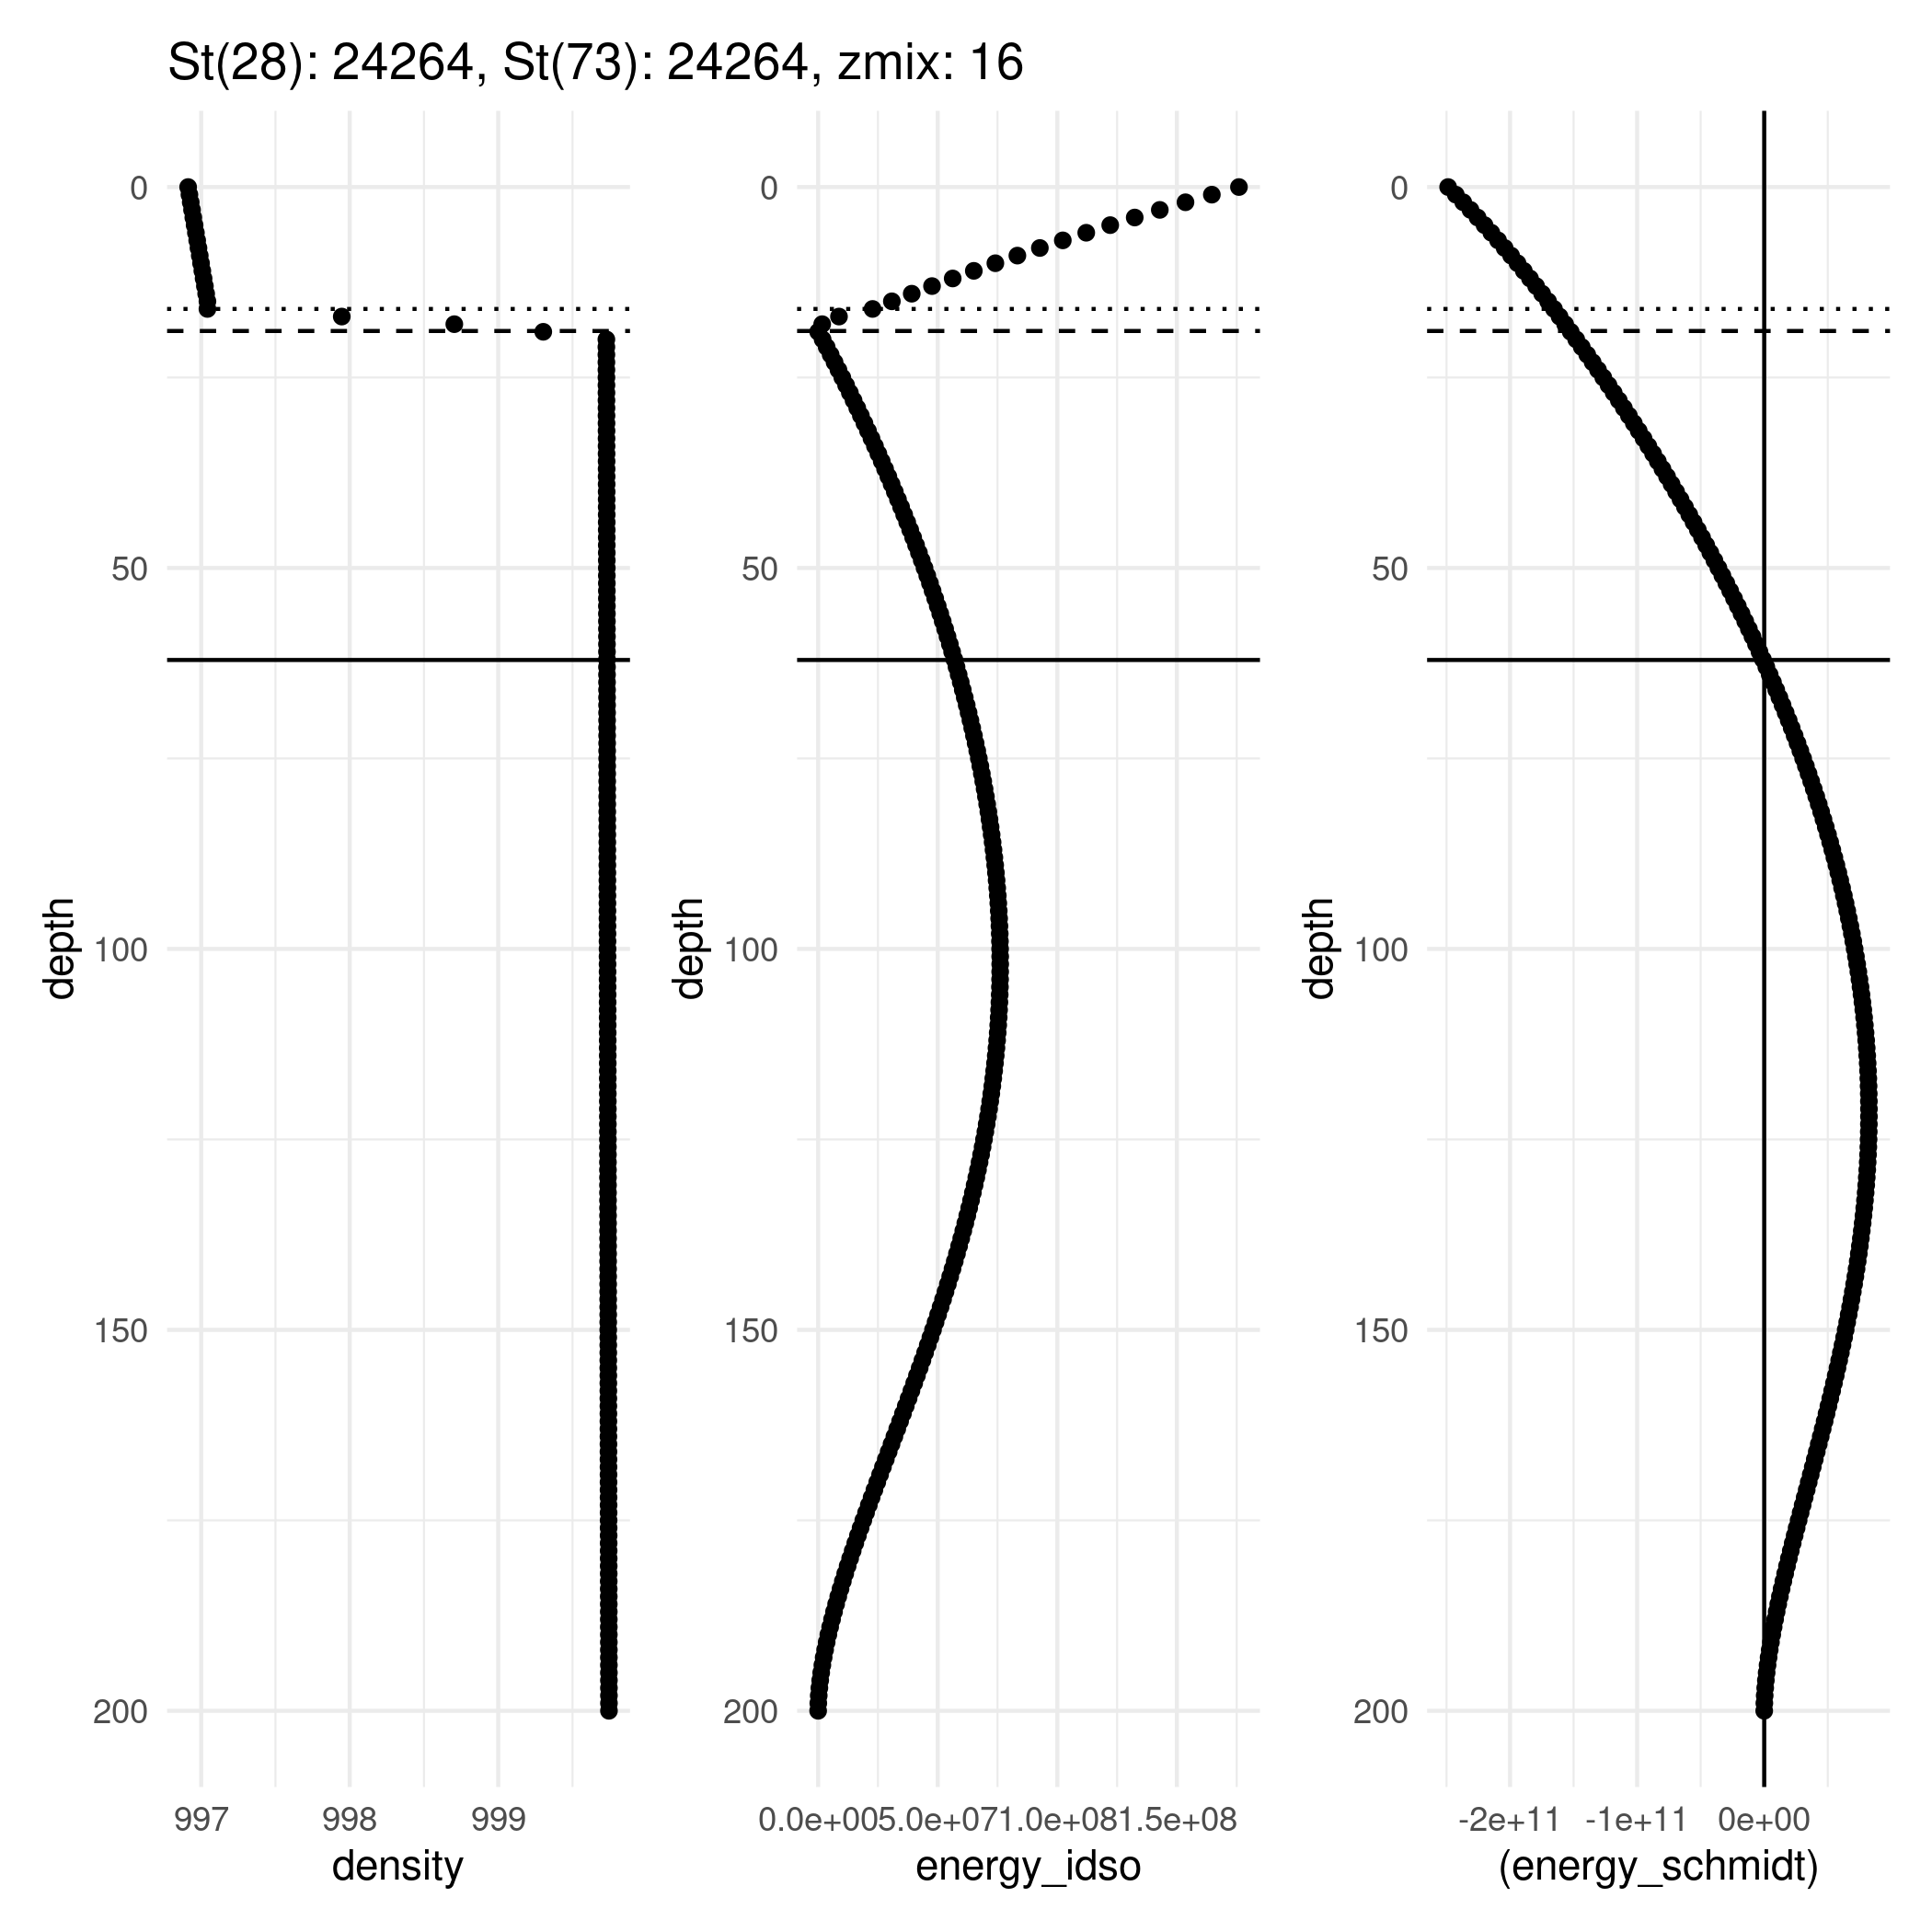 St(28): 24264, St(73): 24264, zmix: 16
0
50
100
150
200
depth
997 998 999
density
0
50
100
150
200
depth
0.0e+005.0e+071.0e+081.5e+08
energy_idso
0
50
100
150
200
depth
-2e+11 -1e+11 0e+00
(energy_schmidt)